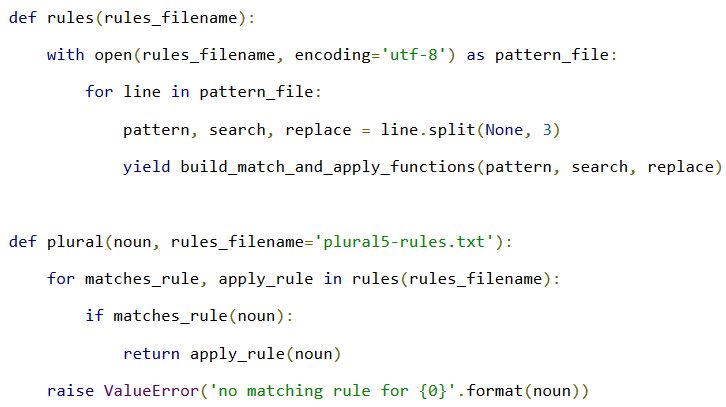 def rules(rules_filename):
    with open(rules_filename, encoding='utf-8') as pattern_file:
        for line in pattern_file:
            pattern, search, replace = line.split(None, 3)
            yield build_match_and_apply_functions(pattern, search, replace)
def plural(noun, rules_filename='plural5-rules.txt'):
    for matches_rule, apply_rule in rules(rules_filename):
        if matches_rule(noun):
            return apply_rule(noun)
    raise ValueError('no matching rule for {0}'.format(noun))